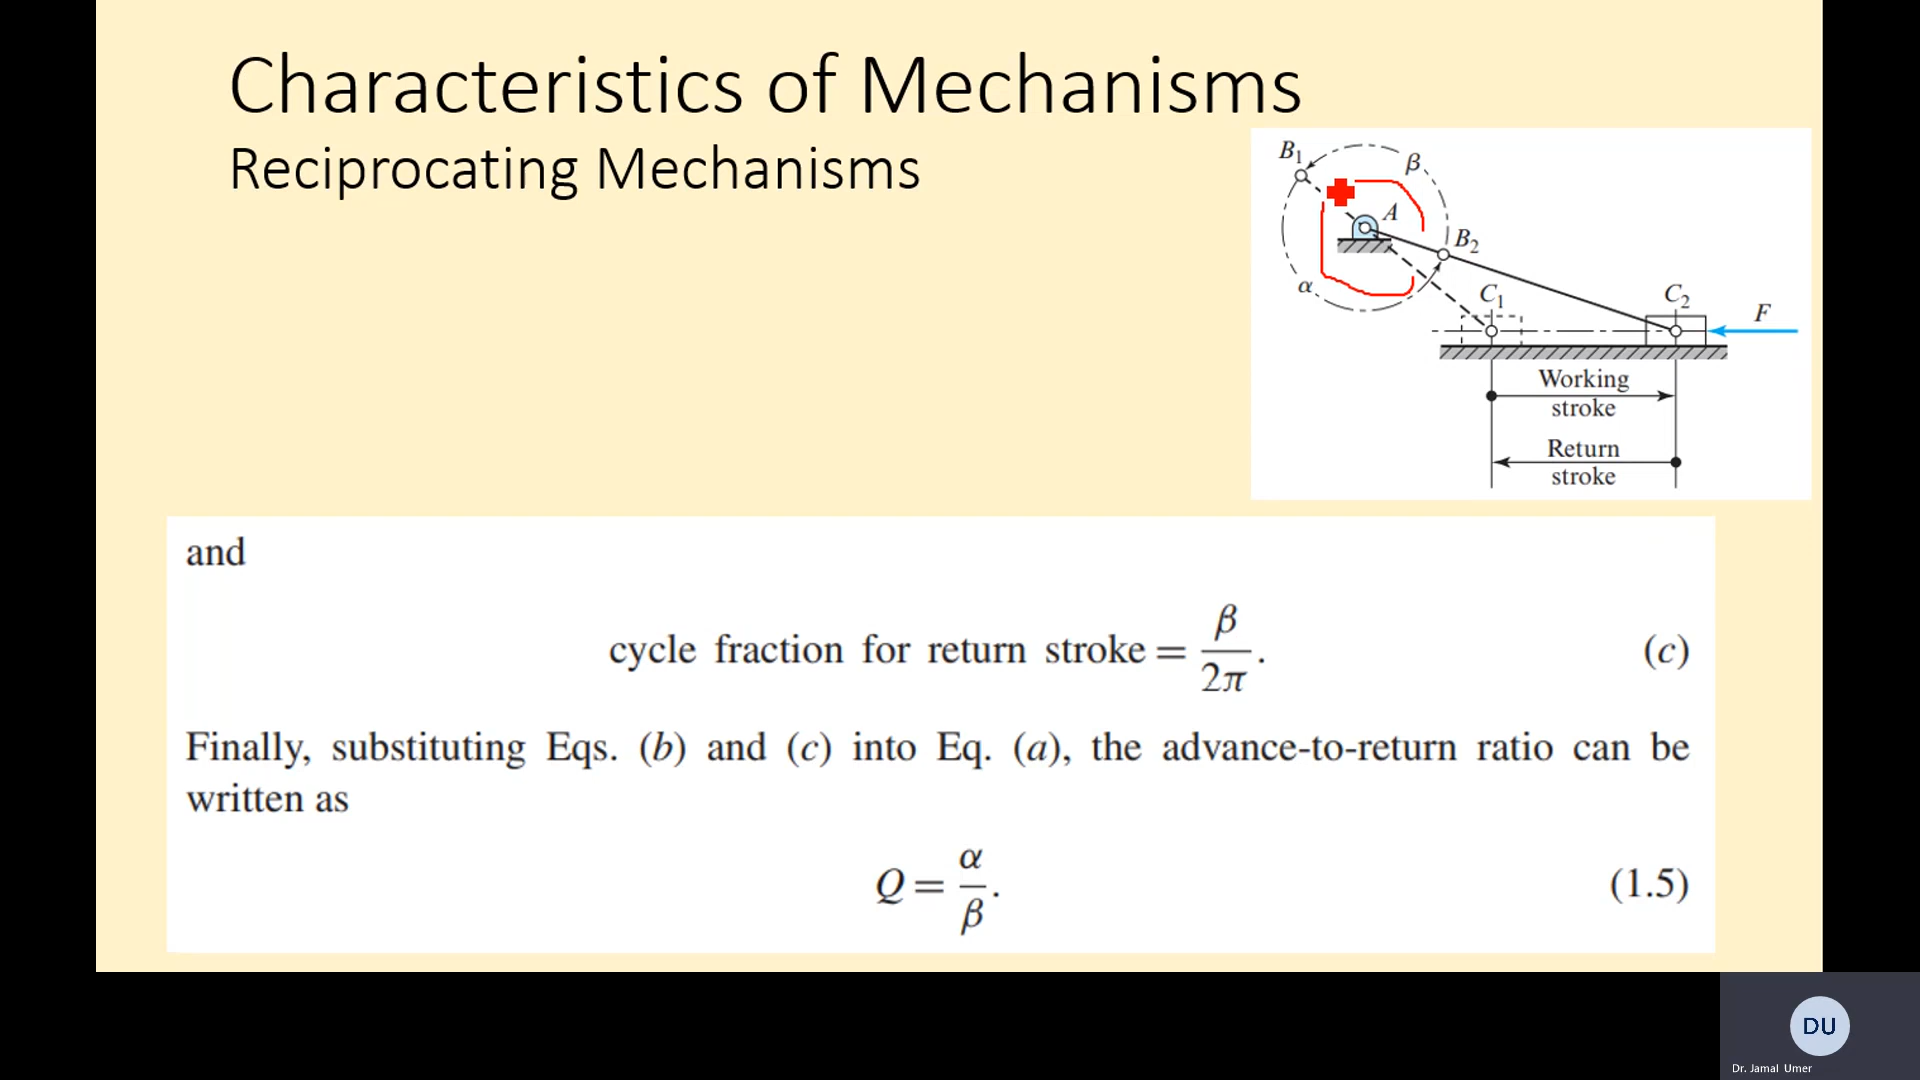 Characteristics of Mechanisms
Reciprocating Mechanisms
B₁
β
A
B₂
α
C₁
C₂
F
Working
stroke
Return
stroke
and
cycle fraction for return stroke = β/2π. (c)
Finally, substituting Eqs. (b) and (c) into Eq. (a), the advance-to-return ratio can be
written as
Q = α/β. (1.5)
DU
Dr. Jamal Umer